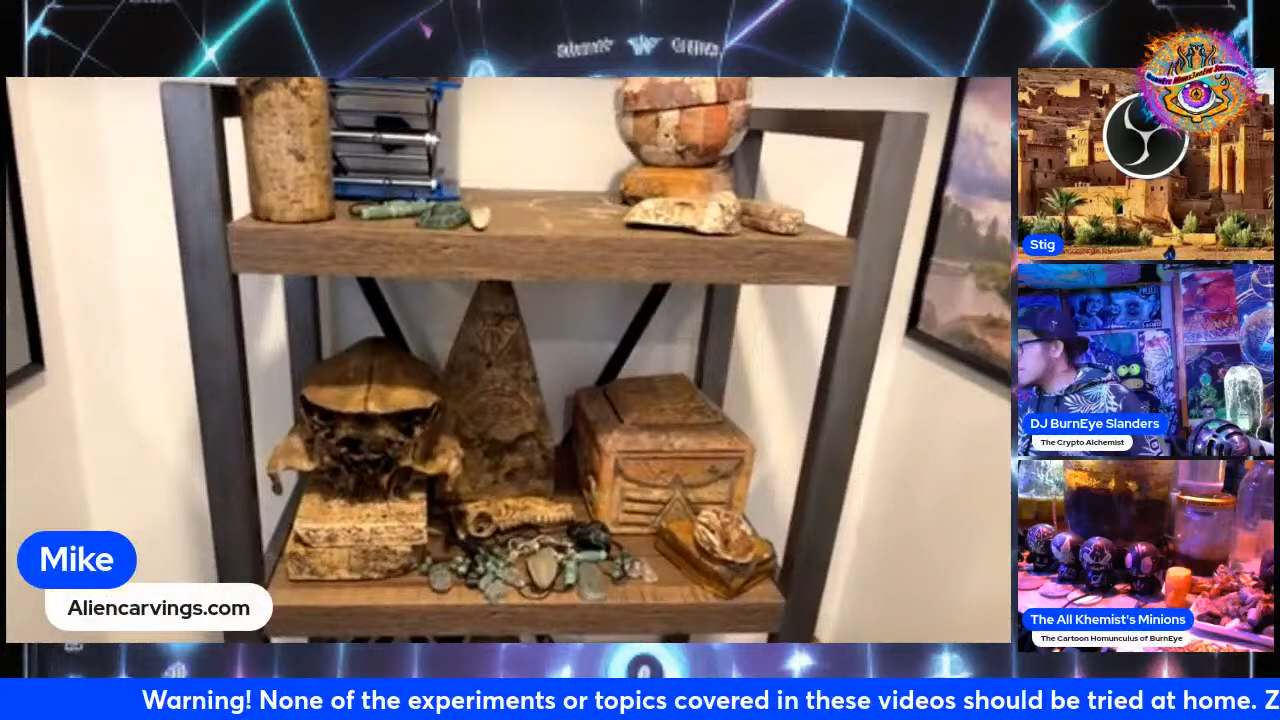 Stig
DJ BurnEye Slanders
The Crypto Alchemist
Mike
Aliencarvings.com
The All Khemist's Minions
The Cartoon Homunculus of BurnEye
Warning! None of the experiments or topics covered in these videos should be tried at home. Z